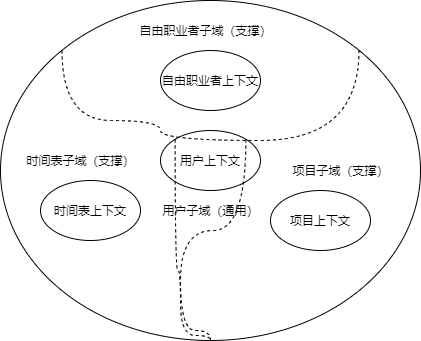 自由职业者子域（支撑）
自由职业者上下文
用户上下文
时间表子域（支撑）
项目子域（支撑）
时间表上下文
用户子域（通用）
项目上下文